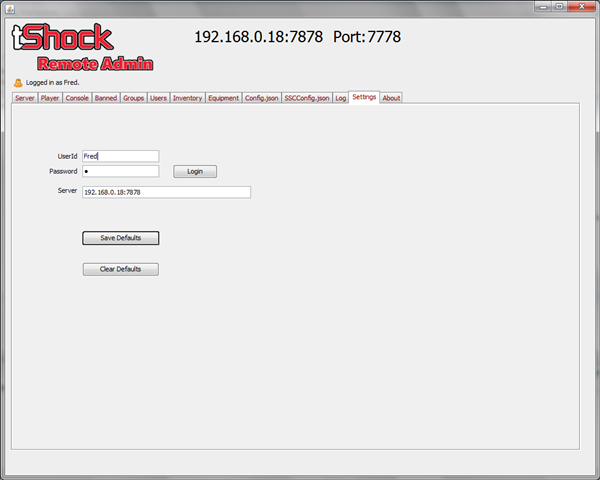 tShock
Remote Admin
192.168.0.18:7878 Port:7778
Logged in as Fred.
Server Player Console Banned Groups Users Inventory Equipment Config.json SSCConfig.json Log Settings About
UserId Fred
Password ●
Login
Server 192.168.0.18:7878
Save Defaults
Clear Defaults